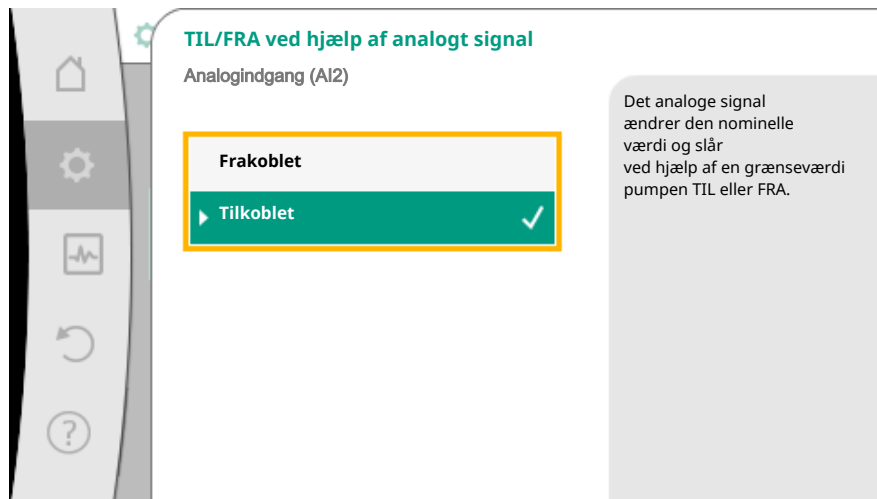 TIL/FRA ved hjælp af analogt signal
Analogindgang (AI2)
Frakoblet
Tilkoblet
Det analoge signal
ændrer den nominelle
værdi og slår
ved hjælp af en grænseværdi
pumpen TIL eller FRA.